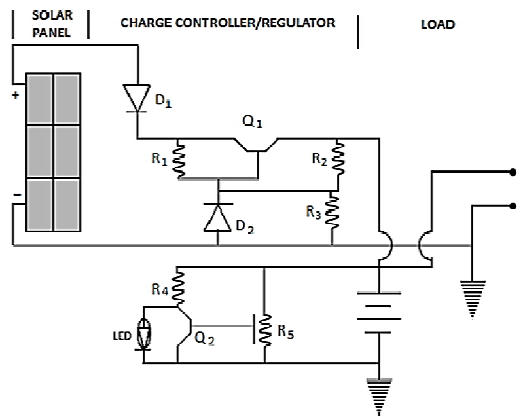 SOLAR PANEL
CHARGE CONTROLLER/REGULATOR
LOAD
+
D1
Q1
R1
R2
−
D2
R3
R4
LED
Q2
R5